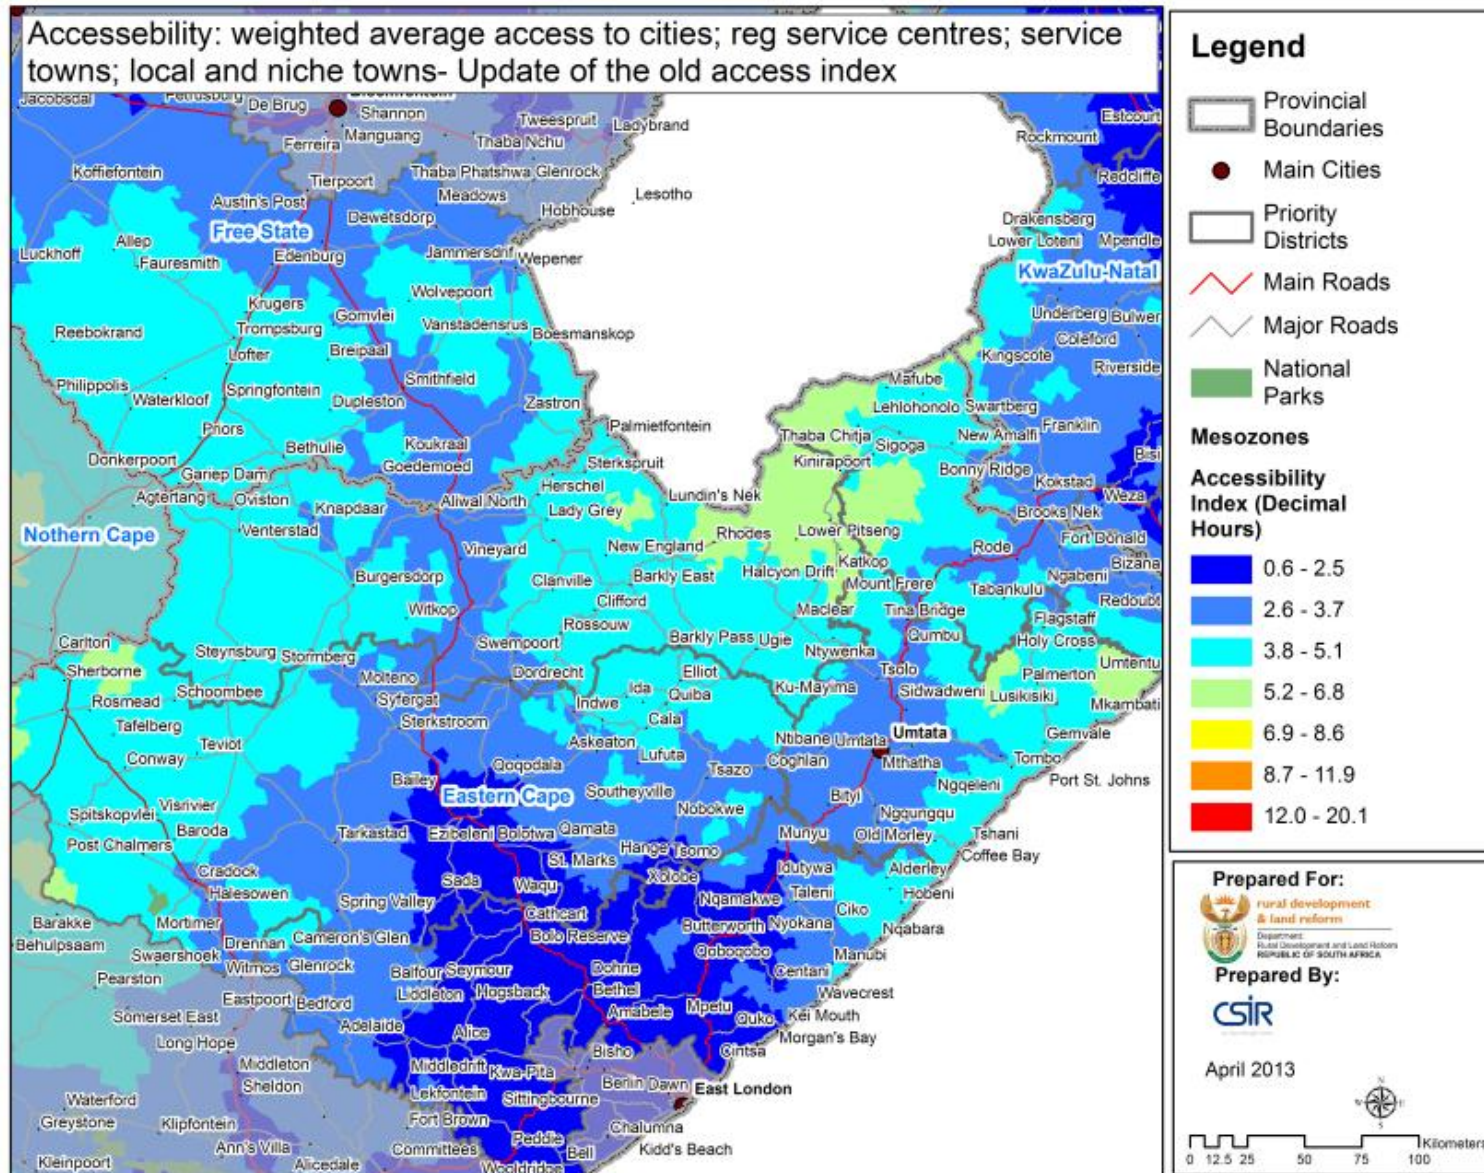 Accessebility: weighted average access to cities; reg service centres; service
towns; local and niche towns- Update of the old access index
Jacobsdal
De Brug
Shannon
Tweespruit
Ladybrand
Manguang
Ferreira
Thaba Nchu
Koffiefontein
Tierpoort
Thaba Phatshwa Glenrock
Meadows
Lesotho
Austin's Post
Dewetsdorp
Hobhouse
Free State
Luckhoff
Allep
Fauresmith
Edenburg
Jammersdrif
Wepener
Krugers
Gomvlei
Wolvepoort
Reebokrand
Trompsburg
Vanstadensrus
Boesmanskop
Lofter
Breipaal
Philippolis
Waterkloof
Springfontein
Dupleston
Smithfield
Zastron
Priors
Bethulie
Koukraal
Palmietfontein
Donkerpoort
Gariep Dam
Goedemoed
Sterkspruit
Estcourt
Rockmount
Redcliffe
Drakensberg
Lower Loteni
Mpendle
KwaZulu-Natal
Underberg
Bulwer
Coleford
Kingscote
Riverside
Mafube
Lehlohonolo
Swartberg
Franklin
Thaba Chitja
Sigoga
New Amalfi
Kinirapoort
Bonny Ridge
Bisi
Kokstad
Weza
Agtertang
Oviston
Knapdaar
Aliwal North
Herschel
Lady Grey
Lundin's Nek
Brooks Nek
Nothern Cape
Venterstad
Vineyard
New England
Rhodes
Lower Pitseng
Rode
Fort Donald
Bizana
Burgersdorp
Clanville
Barkly East
Halcyon Drift
Katkop
Mount Frere
Ngabeni
Tabankulu
Redoubt
Witkop
Clifford
Maclear
Tina Bridge
Flagstaff
Carlton
Rossouw
Barkly Pass
Ugie
Qumbu
Holy Cross
Sherborne
Steynsburg
Stormberg
Swempoort
Ntywenka
Tsolo
Palmerton
Umtentu
Rosmead
Schoombee
Molteno
Dordrecht
Elliot
Ku-Mayima
Sidwadweni
Lusikisiki
Mkambati
Syfergat
Indwe
Ida
Quiba
Tafelberg
Sterkstroom
Cala
Gemvale
Conway
Teviot
Askeaton
Lufuta
Ntibane
Umtata
Umtata
Tombo
Port St. Johns
Bailey
Qoqodala
Tsazo
Coghlan
Mthatha
Eastern Cape
Southeyville
Nobokwe
Bityi
Ngqeleni
Spitskopvlei
Visrivier
Baroda
Tarkastad
Ezibeleni
Bolotwa
Qamata
Munyu
Ngqungqu
Old Morley
Tshani
Post Chalmers
St. Marks
Hange
Tsomo
Coffee Bay
Cradock
Sada
Waqu
Xolobe
Idutywa
Alderley
Halesowen
Spring Valley
Nqamakwe
Taleni
Hobeni
Barakke
Mortimer
Cathcart
Butterworth
Nyokana
Ciko
Nqabara
Behulpsaam
Drennan
Cameron's Glen
Bolo Reserve
Qoboqobo
Manubi
Swaershoek
Witmos
Glenrock
Balfour
Seymour
Dohne
Centani
Pearston
Eastpoort
Bedford
Liddleton
Hogsback
Bethel
Wavecrest
Somerset East
Adelaide
Alice
Amabele
Mpetu
Quko
Kei Mouth
Long Hope
Morgan's Bay
Middleton
Middledrift
Kwa-Pita
Bisho
Cintsa
Sheldon
Lekfontein
Berlin
Dawn
East London
Waterford
Sittingbourne
Greystone
Klipfontein
Fort Brown
Chalumna
Ann's Villa
Committees
Peddie
Bell
Kidd's Beach
Kleinpoort
Alicedale
Wooldridge
Legend
Provincial
Boundaries
Main Cities
Priority
Districts
Main Roads
Major Roads
National
Parks
Mesozones
Accessibility
Index (Decimal
Hours)
0.6 - 2.5
2.6 - 3.7
3.8 - 5.1
5.2 - 6.8
6.9 - 8.6
8.7 - 11.9
12.0 - 20.1
Prepared For:
rural development
& land reform
Department:
Rural Development and Land Reform
REPUBLIC OF SOUTH AFRICA
Prepared By:
CSIR
April 2013
N
W
E
S
Kilometers
0 12.5 25 50 75 100